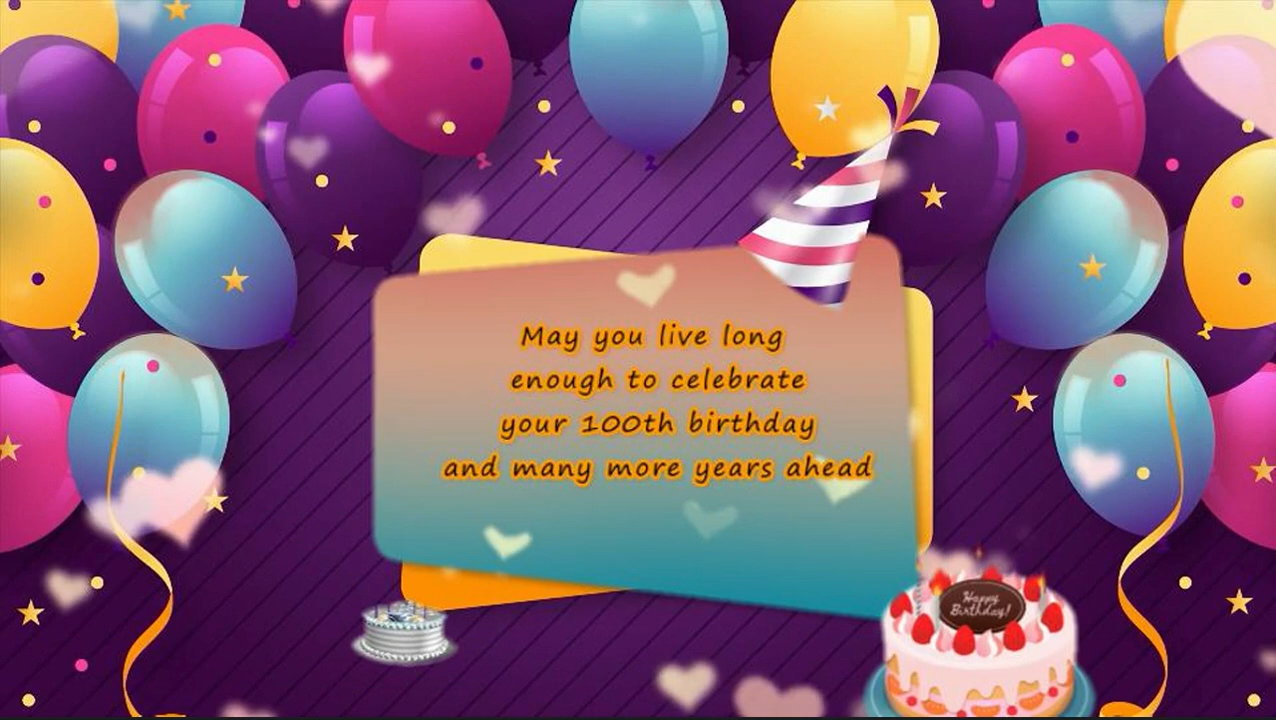 May you live long
enough to celebrate
your 100th birthday
and many more years ahead
Happy
Birthday!